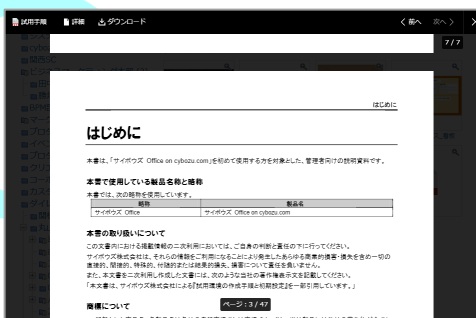 試用手順 詳細 ダウンロード 前へ 次へ
7 / 7
はじめに
はじめに
本書は、「サイボウズ Office on cybozu.com」を初めて使用する方を対象とした、管理者向けの説明資料です。
本書で使用している製品名称と略称
本書では、次の略称を使用しています。
略称 製品名
サイボウズ Office サイボウズ Office on cybozu.com
本書の取り扱いについて
この文書内における掲載情報の二次利用においては、ご自身の判断と責任の下に行ってください。
サイボウズ株式会社は、それらの情報をご利用になることにより発生したあらゆる商業的損害・損失を含め一切の
直接的、間接的、特殊的、付随的または結果的損失、損害について責任を負いません。
また、本文書を二次利用し作成した文書には、次のような当社の著作権表示文を記載してください。
「本文書は、サイボウズ株式会社による『試用環境の作成手順と初期設定』を一部引用しています。」
商標について
ページ : 3 / 47